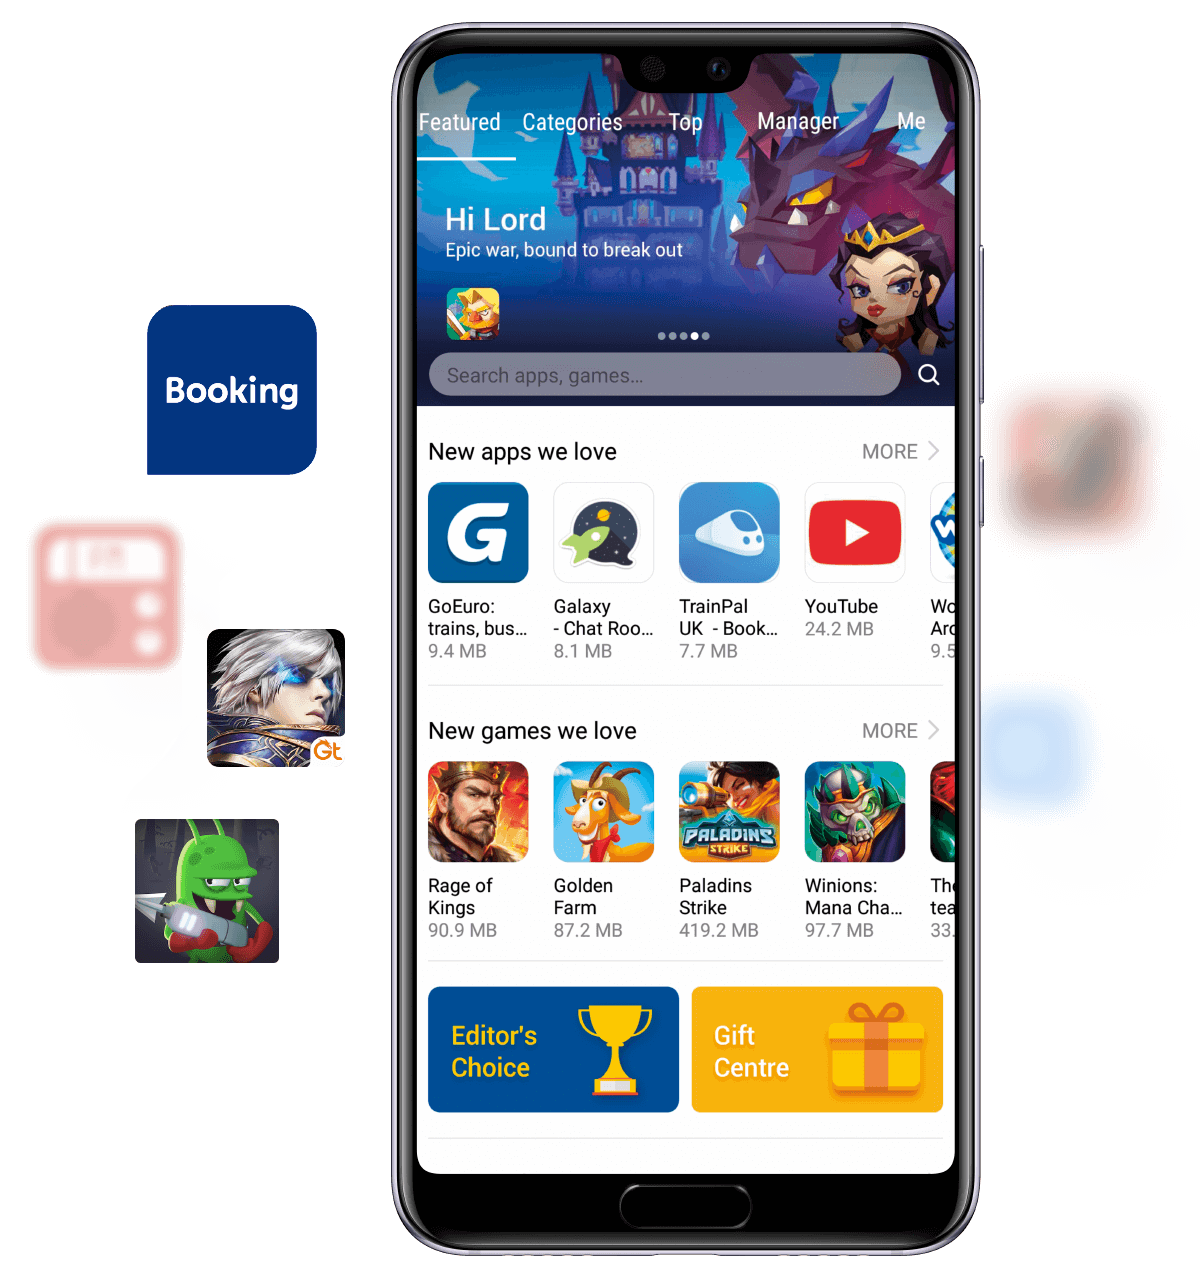 Featured Categories Top Manager Me
Hi Lord
Epic war, bound to break out
Search apps, games...
Booking
Gt
New apps we love MORE
GoEuro: trains, bus...
9.4 MB
Galaxy - Chat Roo...
8.1 MB
TrainPal UK - Book...
7.7 MB
YouTube
24.2 MB
Wo
Arc
9.5
New games we love MORE
PALADINS
STRIKE
Rage of
Kings
90.9 MB
Golden
Farm
87.2 MB
Paladins
Strike
419.2 MB
Winions:
Mana Cha...
97.7 MB
The
tea
33.
Editor's
Choice
Gift
Centre